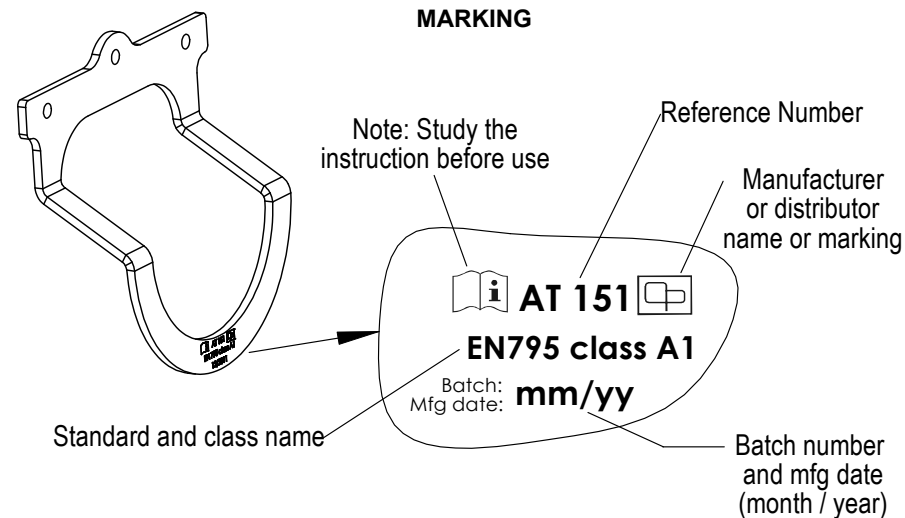 MARKING
Reference Number
Note: Study the
instruction before use
Manufacturer
or distributor
name or marking
i AT 151
EN795 class A1
Batch:
Mfg date: mm/yy
Standard and class name
Batch number
and mfg date
(month / year)